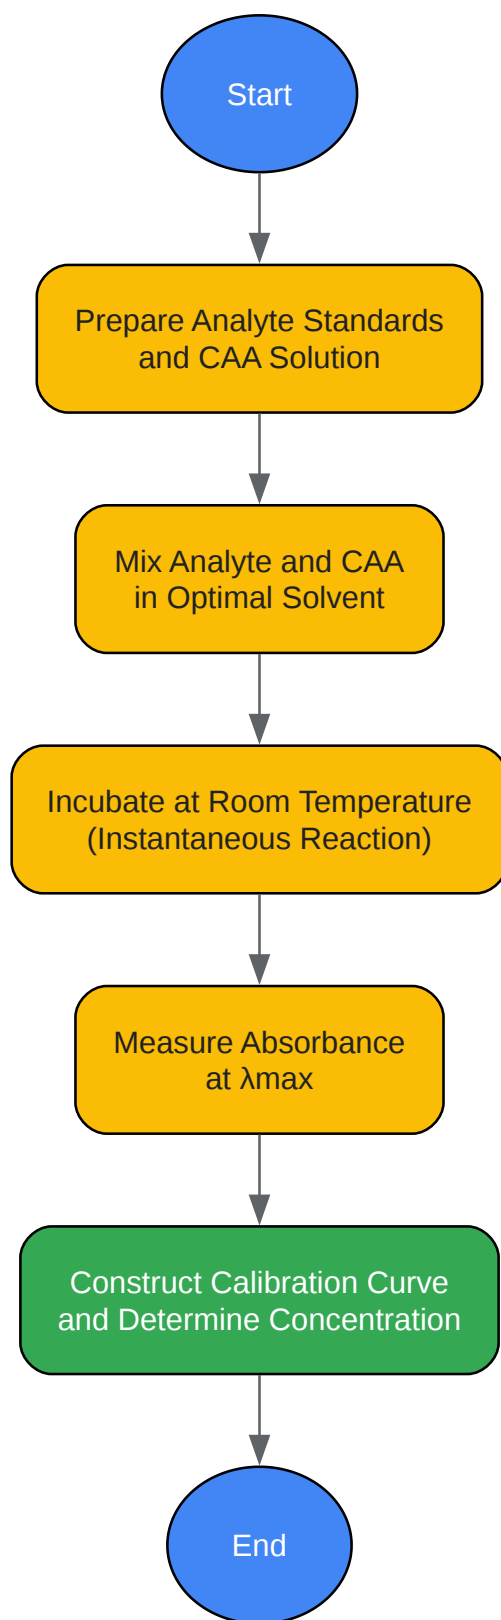 Start
Prepare Analyte Standards
and CAA Solution
Mix Analyte and CAA
in Optimal Solvent
Incubate at Room Temperature
(Instantaneous Reaction)
Measure Absorbance
at λmax
Construct Calibration Curve
and Determine Concentration
End